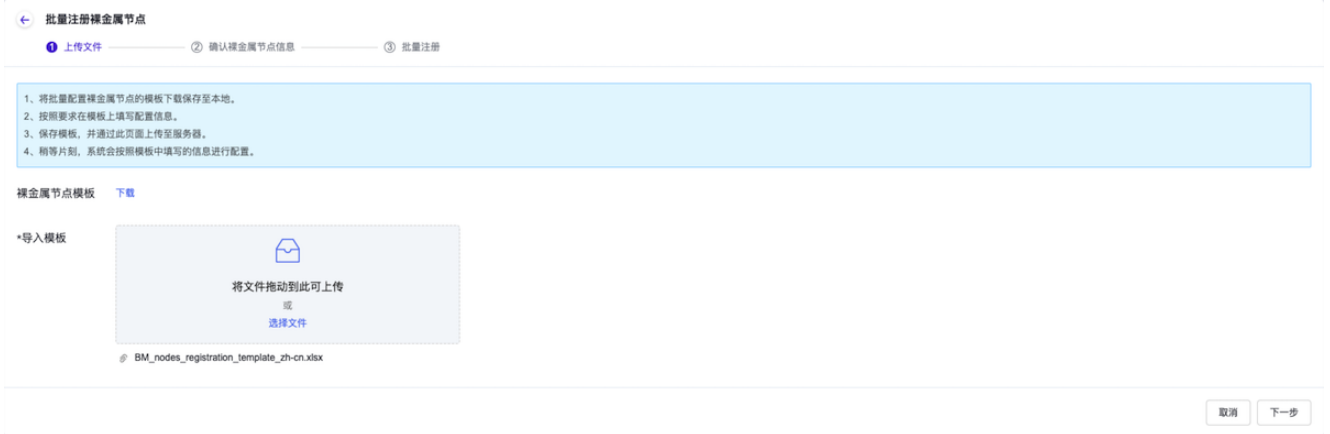 批量注册裸金属节点
1 上传文件 2 确认裸金属节点信息 3 批量注册
1、将批量配置裸金属节点的模板下载保存至本地。
2、按照要求在模板上填写配置信息。
3、保存模板，并通过此页面上传至服务器。
4、稍等片刻，系统会按照模板中填写的信息进行配置。
裸金属节点模板 下载
*导入模板
将文件拖动到此可上传
或
选择文件
BM_nodes_registration_template_zh-cn.xlsx
取消 下一步